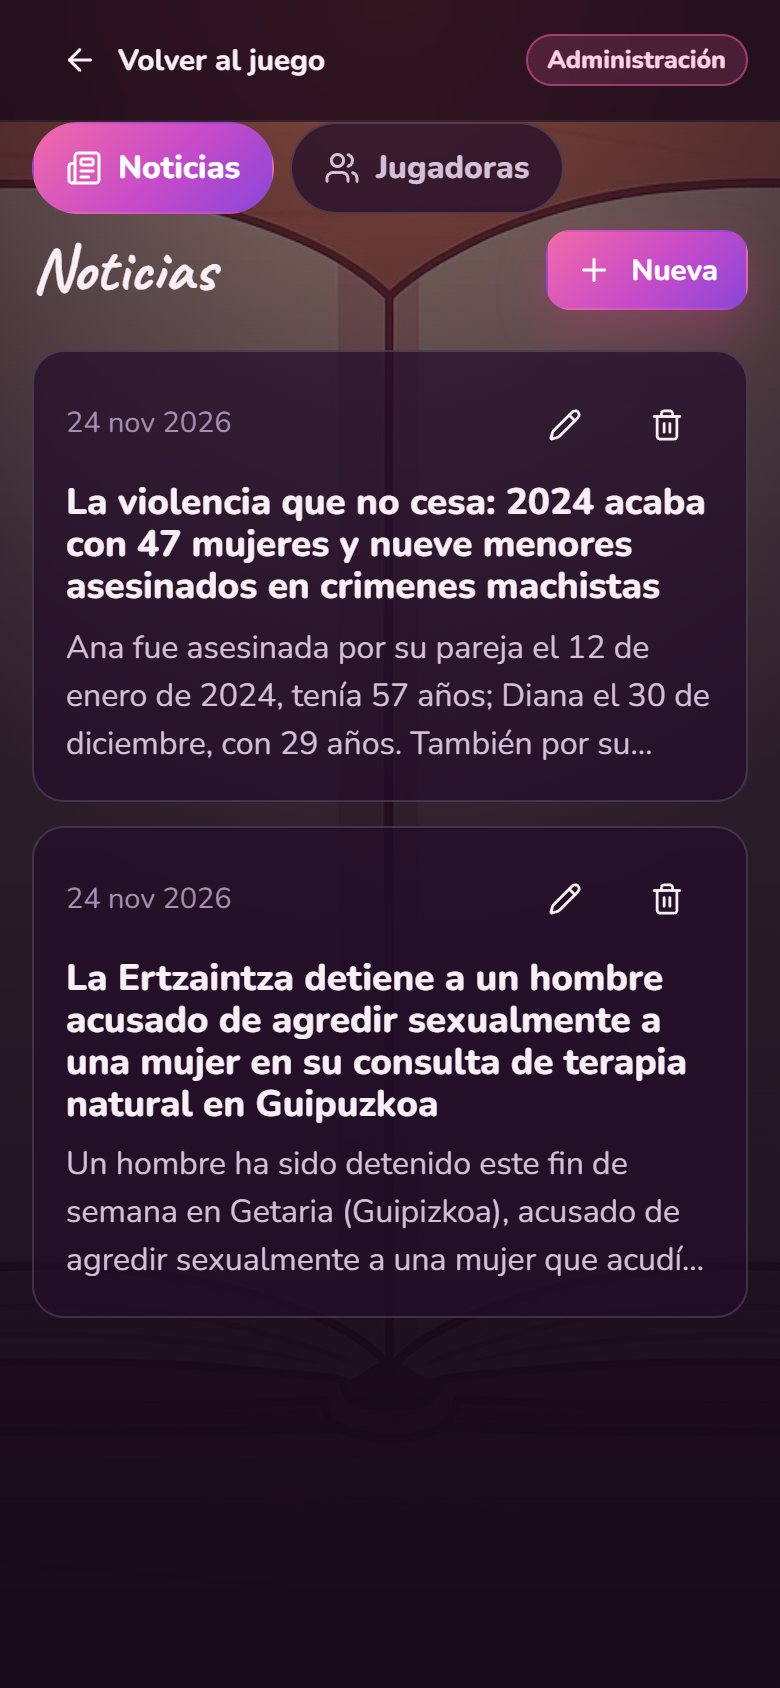 Volver al juego
Administración
Noticias
Jugadoras
Noticias
Nueva
24 nov 2026
La violencia que no cesa: 2024 acaba
con 47 mujeres y nueve menores
asesinados en crimenes machistas
Ana fue asesinada por su pareja el 12 de
enero de 2024, tenía 57 años; Diana el 30 de
diciembre, con 29 años. También por su...
24 nov 2026
La Ertzaintza detiene a un hombre
acusado de agredir sexualmente a
una mujer en su consulta de terapia
natural en Guipuzkoa
Un hombre ha sido detenido este fin de
semana en Getaria (Guipizkoa), acusado de
agredir sexualmente a una mujer que acudí...